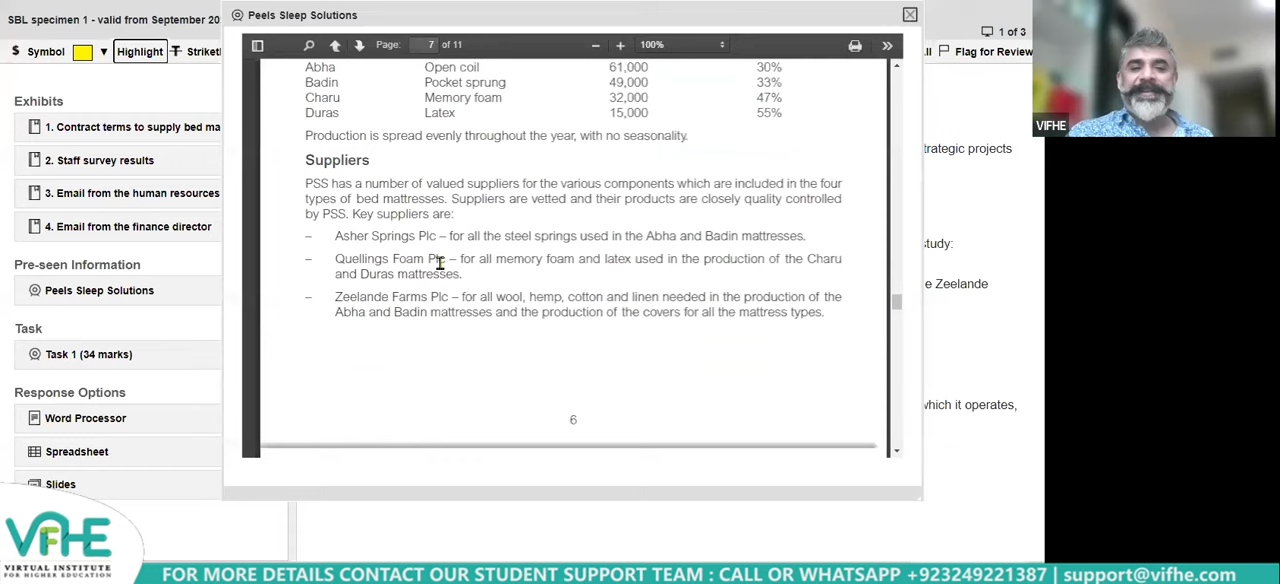 SBL specimen 1 - valid from September 20
Peels Sleep Solutions
1 of 3
$ Symbol
Highlight
Striket
Flag for Review
Page: 7 of 11
100%
Exhibits
1. Contract terms to supply bed ma
2. Staff survey results
3. Email from the human resources
4. Email from the finance director
Pre-seen Information
Peels Sleep Solutions
Task
Task 1 (34 marks)
Response Options
Word Processor
Spreadsheet
Slides
Abha Open coil 61,000 30%
Badin Pocket sprung 49,000 33%
Charu Memory foam 32,000 47%
Duras Latex 15,000 55%
Production is spread evenly throughout the year, with no seasonality.
Suppliers
PSS has a number of valued suppliers for the various components which are included in the four
types of bed mattresses. Suppliers are vetted and their products are closely quality controlled
by PSS. Key suppliers are:
– Asher Springs Plc – for all the steel springs used in the Abha and Badin mattresses.
– Quellings Foam Plc – for all memory foam and latex used in the production of the Charu
and Duras mattresses.
– Zeelande Farms Plc – for all wool, hemp, cotton and linen needed in the production of the
Abha and Badin mattresses and the production of the covers for all the mattress types.
6
trategic projects
study:
e Zeelande
which it operates,
VIFHE
VIFHE
VIRTUAL INSTITUTE
FOR HIGHER EDUCATION
FOR MORE DETAILS CONTACT OUR STUDENT SUPPORT TEAM : CALL OR WHATSAPP +923249221387 | support@vifhe.com